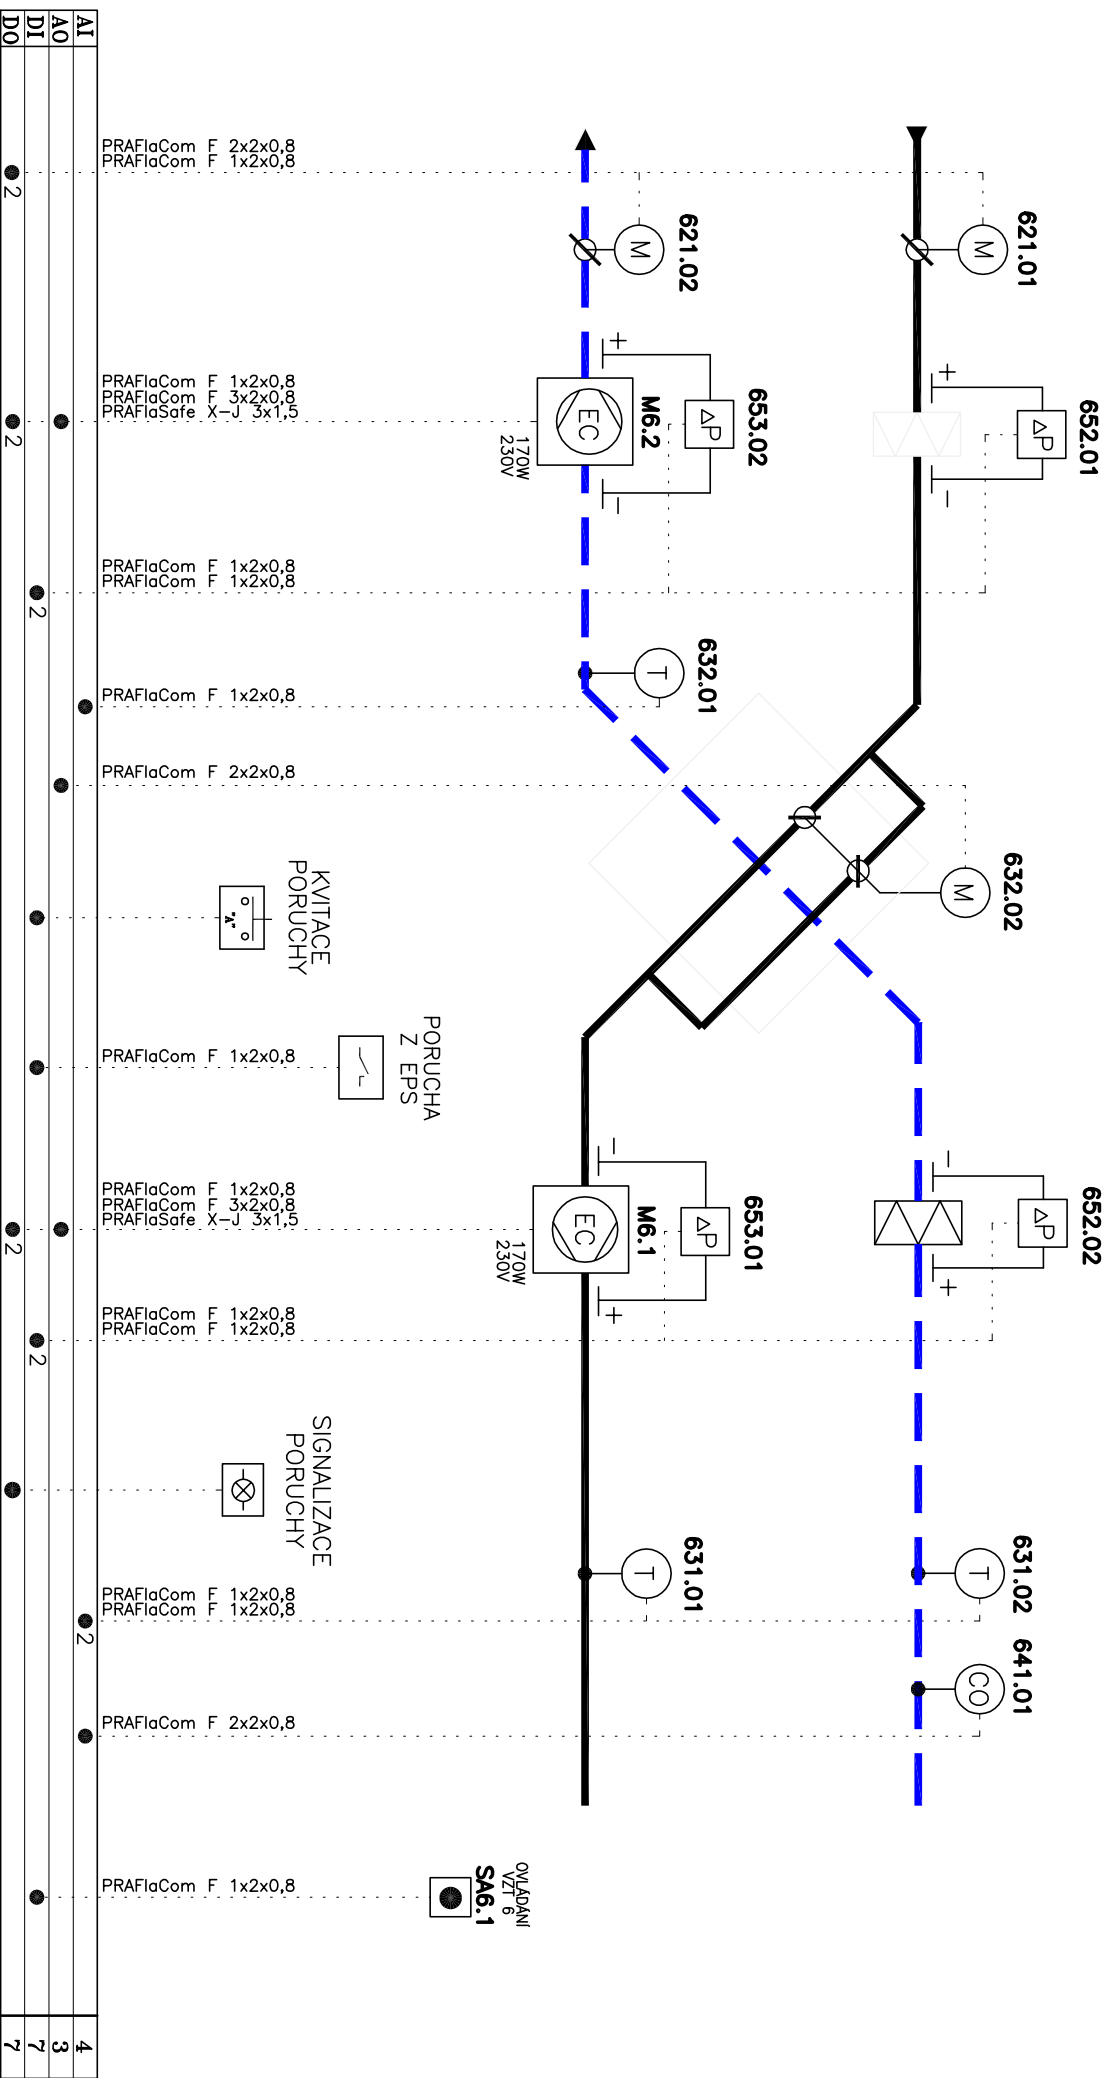 621.01
M
652.01
ΔP
+
−
621.02
M
653.02
ΔP
+
−
M6.2
EC
170W
230V
632.01
T
632.02
M
652.02
ΔP
−
+
653.01
ΔP
−
+
M6.1
EC
170W
230V
631.02
T
641.01
CO
631.01
T
KVITACE
PORUCHY
"A"
PORUCHA
Z EPS
SIGNALIZACE
PORUCHY
OVLÁDÁNÍ
VZT 6
SA6.1
PRAFlaCom F 2x2x0,8
PRAFlaCom F 1x2x0,8
PRAFlaCom F 1x2x0,8
PRAFlaCom F 3x2x0,8
PRAFlaSafe X-J 3x1,5
PRAFlaCom F 1x2x0,8
PRAFlaCom F 1x2x0,8
PRAFlaCom F 1x2x0,8
PRAFlaCom F 2x2x0,8
PRAFlaCom F 1x2x0,8
PRAFlaCom F 1x2x0,8
PRAFlaCom F 3x2x0,8
PRAFlaSafe X-J 3x1,5
PRAFlaCom F 1x2x0,8
PRAFlaCom F 1x2x0,8
PRAFlaCom F 1x2x0,8
PRAFlaCom F 1x2x0,8
PRAFlaCom F 2x2x0,8
PRAFlaCom F 1x2x0,8
AI 2 4
AO 3
DI 2 2 7
DO 2 2 2 7